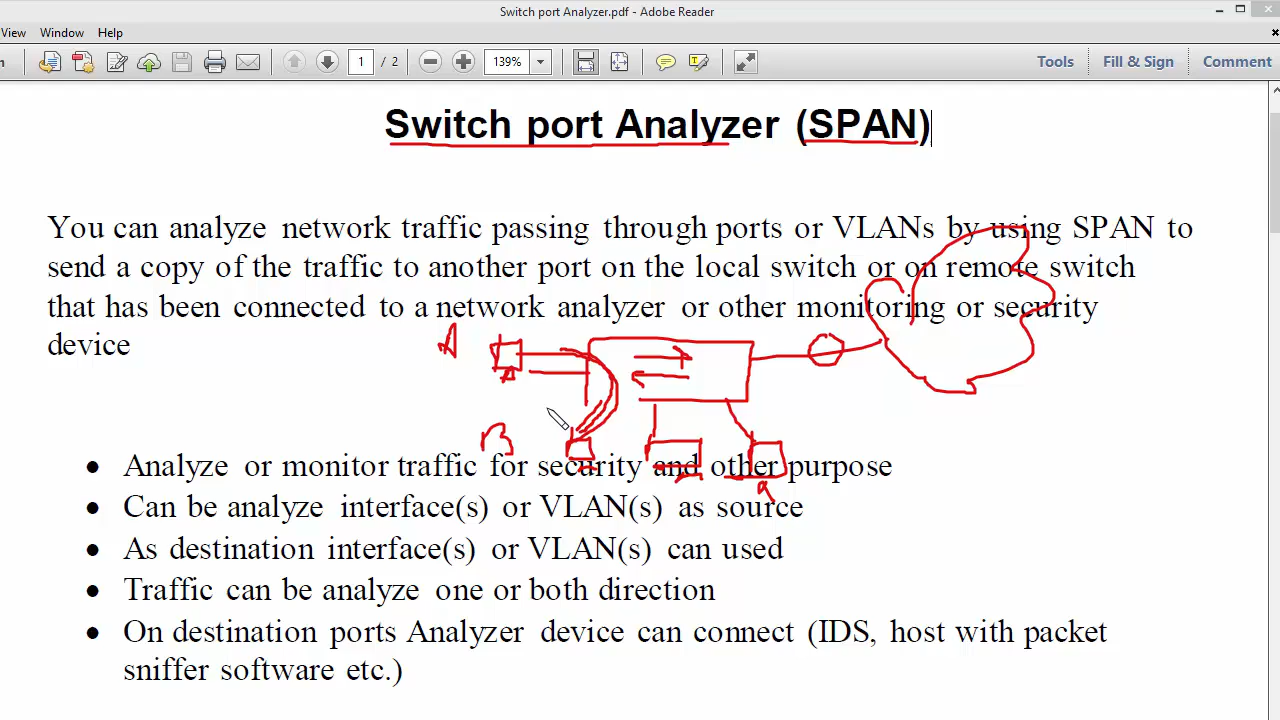 Switch port Analyzer.pdf - Adobe Reader
View Window Help
1 / 2 139% Tools Fill & Sign Comment
Switch port Analyzer (SPAN)
You can analyze network traffic passing through ports or VLANs by using SPAN to
send a copy of the traffic to another port on the local switch or on remote switch
that has been connected to a network analyzer or other monitoring or security
device
A
B
• Analyze or monitor traffic for security and other purpose
• Can be analyze interface(s) or VLAN(s) as source
• As destination interface(s) or VLAN(s) can used
• Traffic can be analyze one or both direction
• On destination ports Analyzer device can connect (IDS, host with packet
sniffer software etc.)